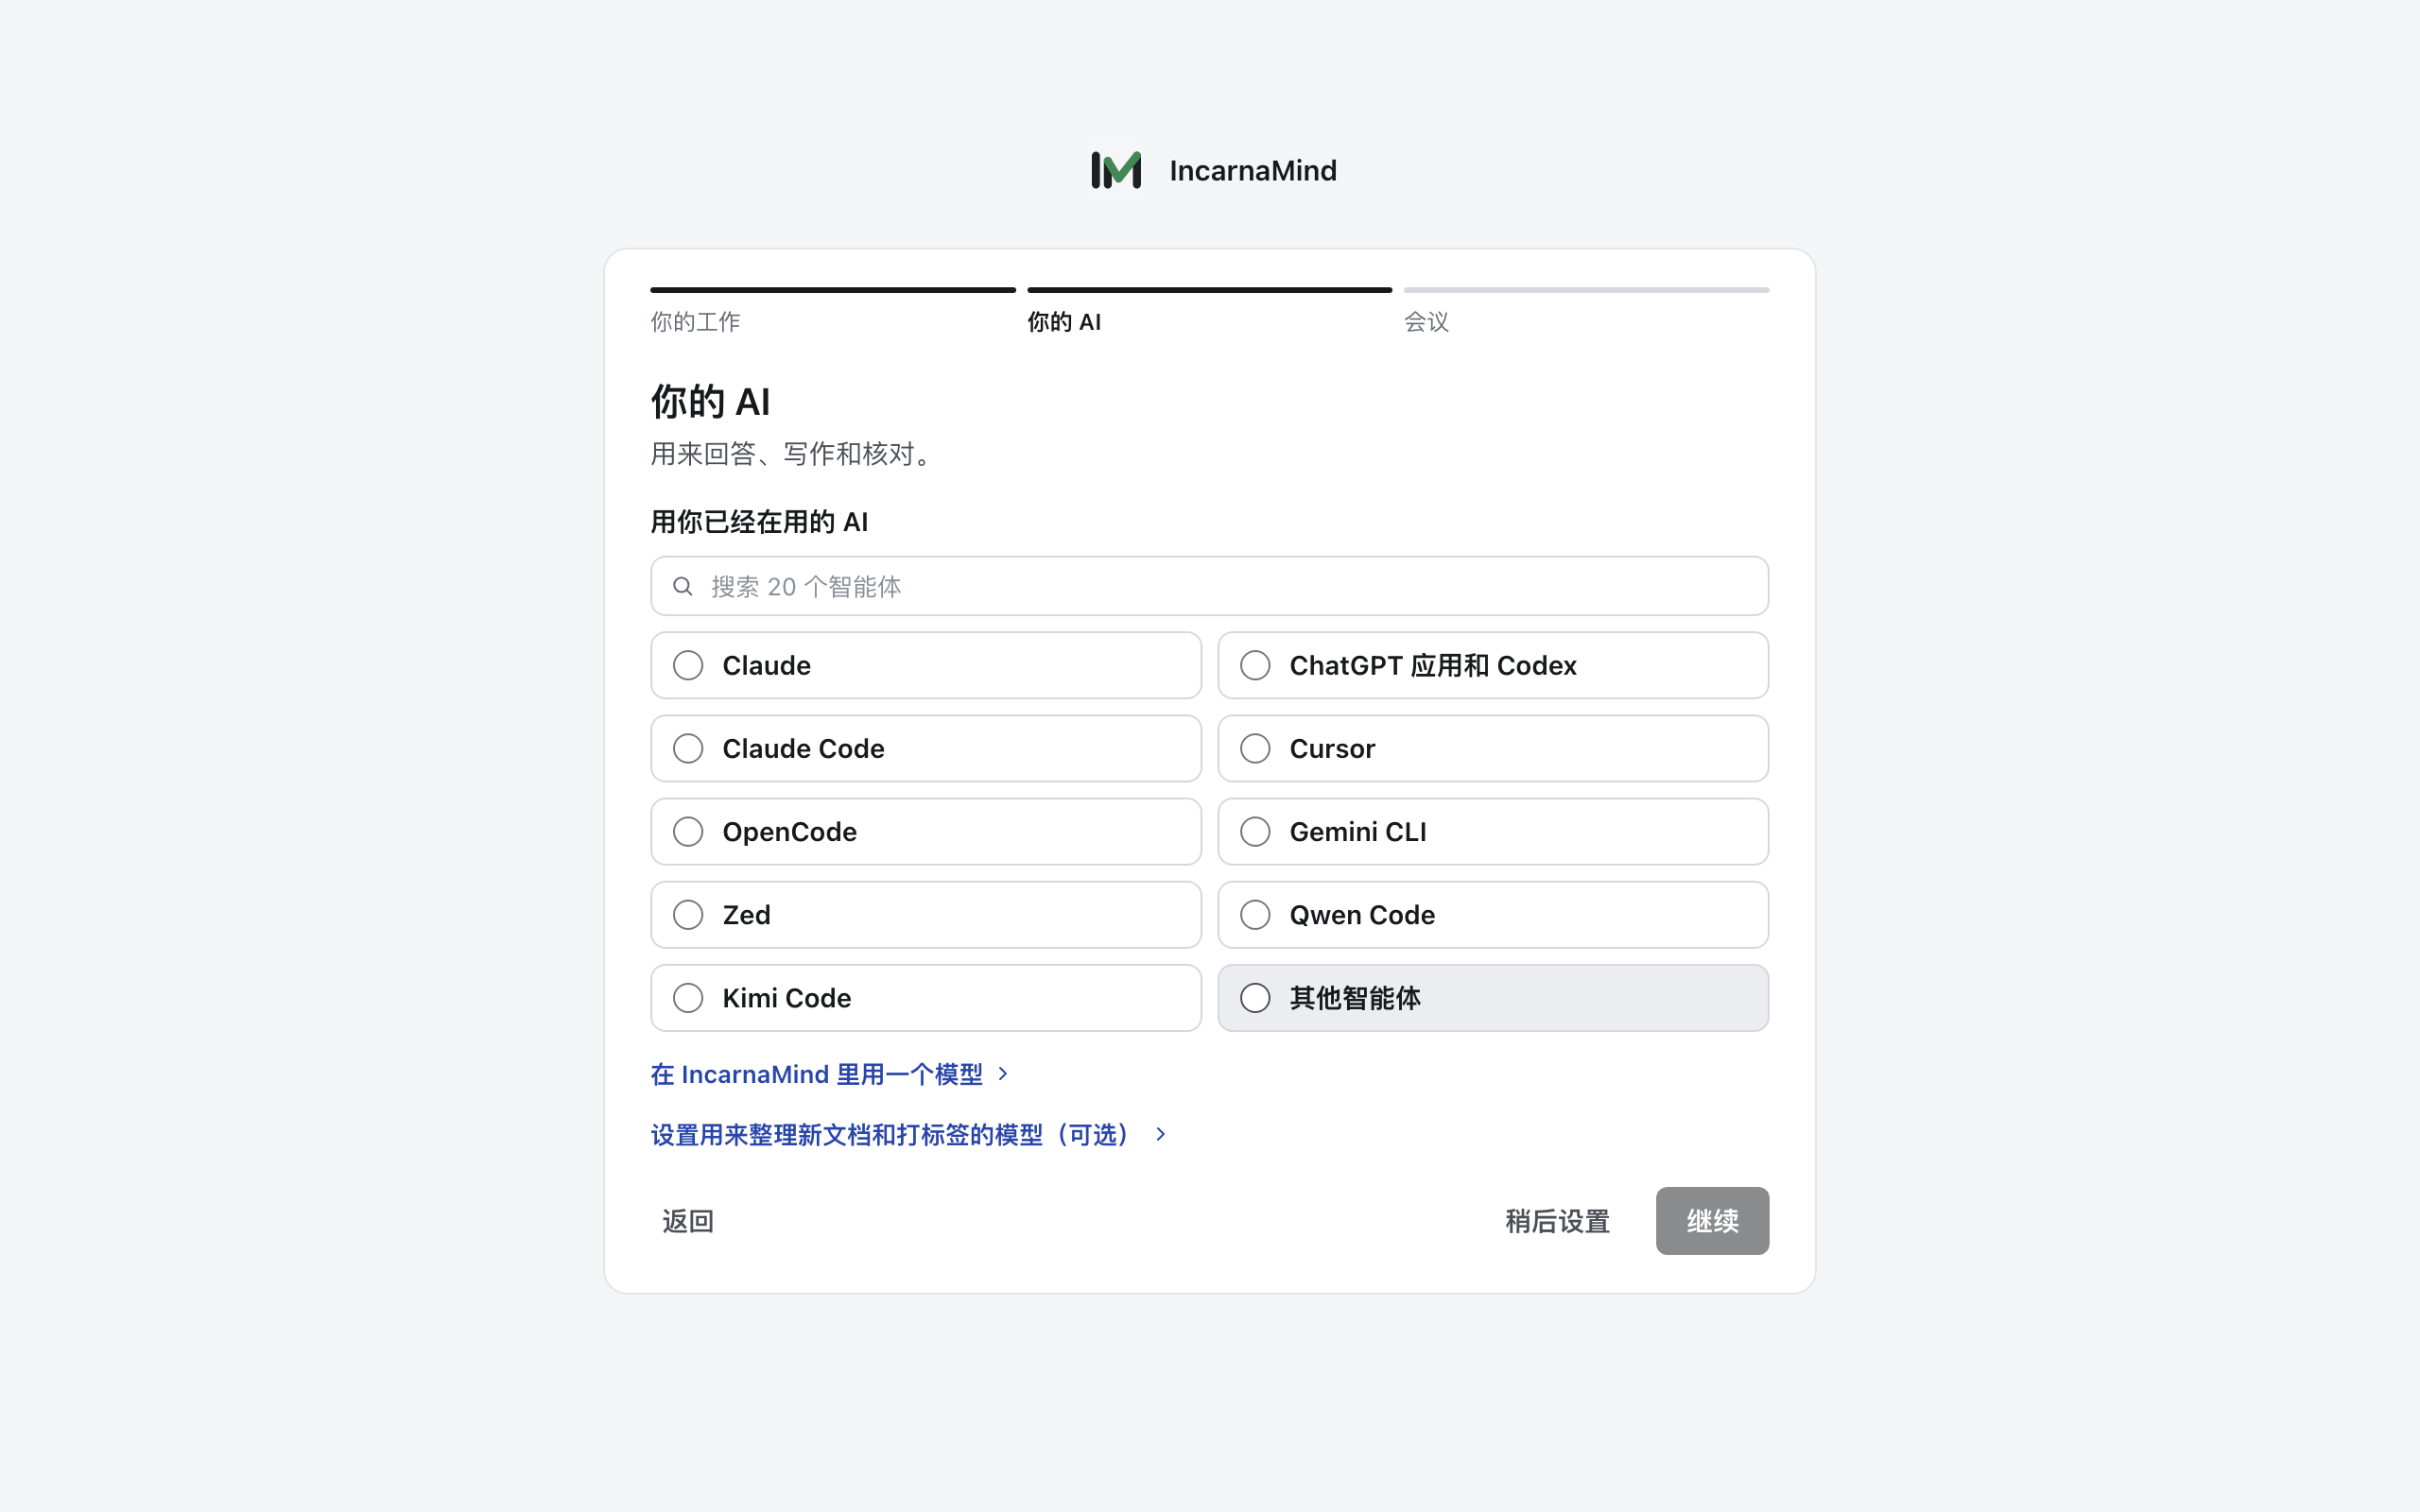 IncarnaMind
你的工作
你的 AI
会议
你的 AI
用来回答、写作和核对。
用你已经在用的 AI
搜索 20 个智能体
Claude
ChatGPT 应用和 Codex
Claude Code
Cursor
OpenCode
Gemini CLI
Zed
Qwen Code
Kimi Code
其他智能体
在 IncarnaMind 里用一个模型
设置用来整理新文档和打标签的模型（可选）
返回
稍后设置
继续